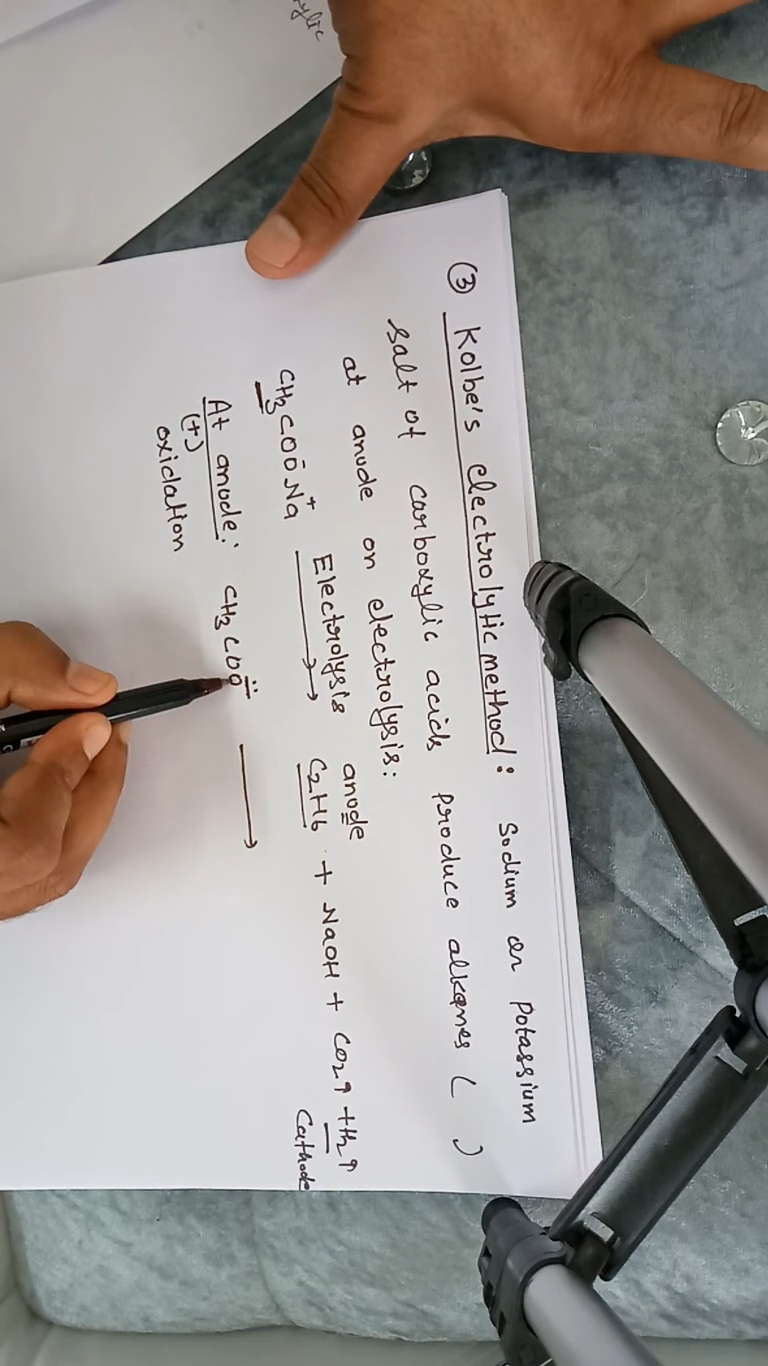 ③ Kolbe's electrolytic method: Sodium or Potassium
salt of carboxylic acids produce alkanes ( )
at anode on electrolysis:
anode
CH3COŌ Na⁺ Electrolysis → C2H6 + NaOH + CO2↑ + H2↑
Cathode
At anode: CH3COO⁻ →
(+)
oxidation